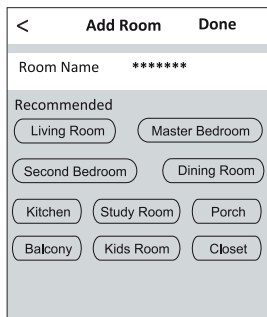 < Add Room Done
Room Name *******
Recommended
Living Room Master Bedroom
Second Bedroom Dining Room
Kitchen Study Room Porch
Balcony Kids Room Closet